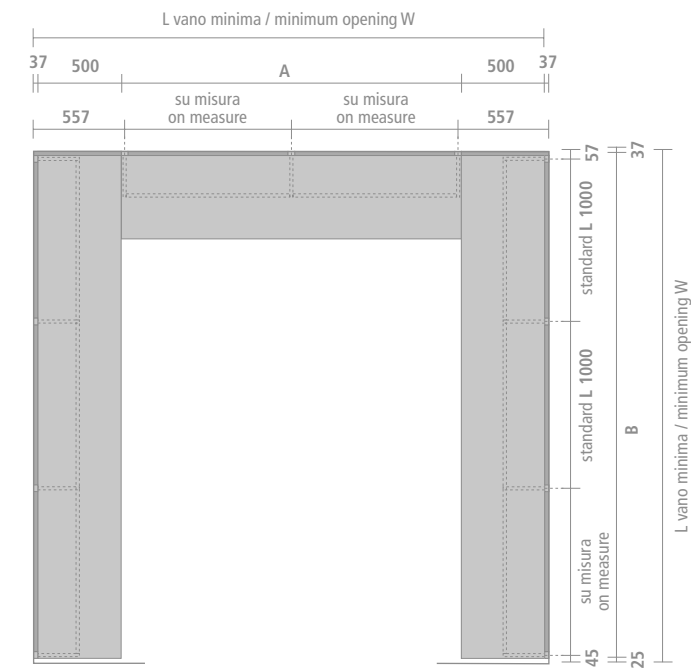 L vano minima / minimum opening W
37 500 A 500 37
su misura
on measure
su misura
on measure
557 557
57
37
standard L 1000
standard L 1000
B
L vano minima / minimum opening W
su misura
on measure
45
25